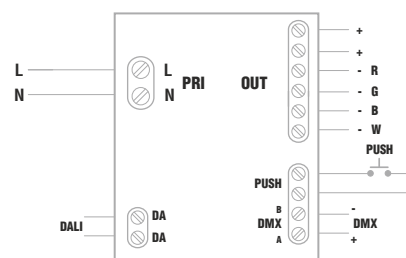 +
+
L L PRI OUT - R
N N - G
- B
- W
PUSH
PUSH
B -
DALI DA DMX DMX
DA A +